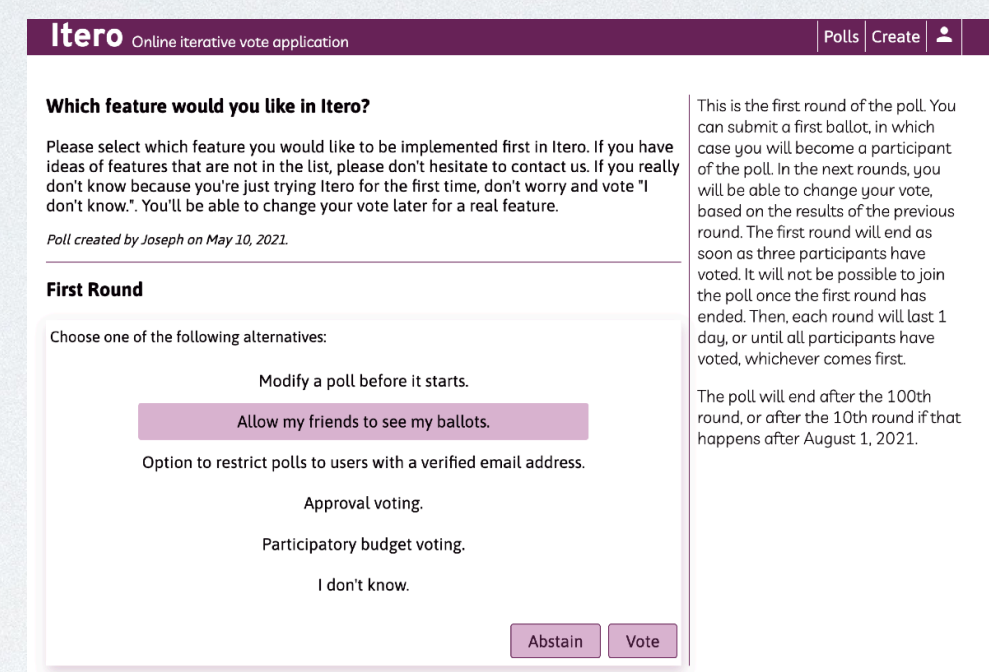 Itero Online iterative vote application
Polls Create
Which feature would you like in Itero?
Please select which feature you would like to be implemented first in Itero. If you have
ideas of features that are not in the list, please don't hesitate to contact us. If you really
don't know because you're just trying Itero for the first time, don't worry and vote "I
don't know.". You'll be able to change your vote later for a real feature.
Poll created by Joseph on May 10, 2021.
First Round
Choose one of the following alternatives:
Modify a poll before it starts.
Allow my friends to see my ballots.
Option to restrict polls to users with a verified email address.
Approval voting.
Participatory budget voting.
I don't know.
Abstain
Vote
This is the first round of the poll. You
can submit a first ballot, in which
case you will become a participant
of the poll. In the next rounds, you
will be able to change your vote,
based on the results of the previous
round. The first round will end as
soon as three participants have
voted. It will not be possible to join
the poll once the first round has
ended. Then, each round will last 1
day, or until all participants have
voted, whichever comes first.
The poll will end after the 100th
round, or after the 10th round if that
happens after August 1, 2021.